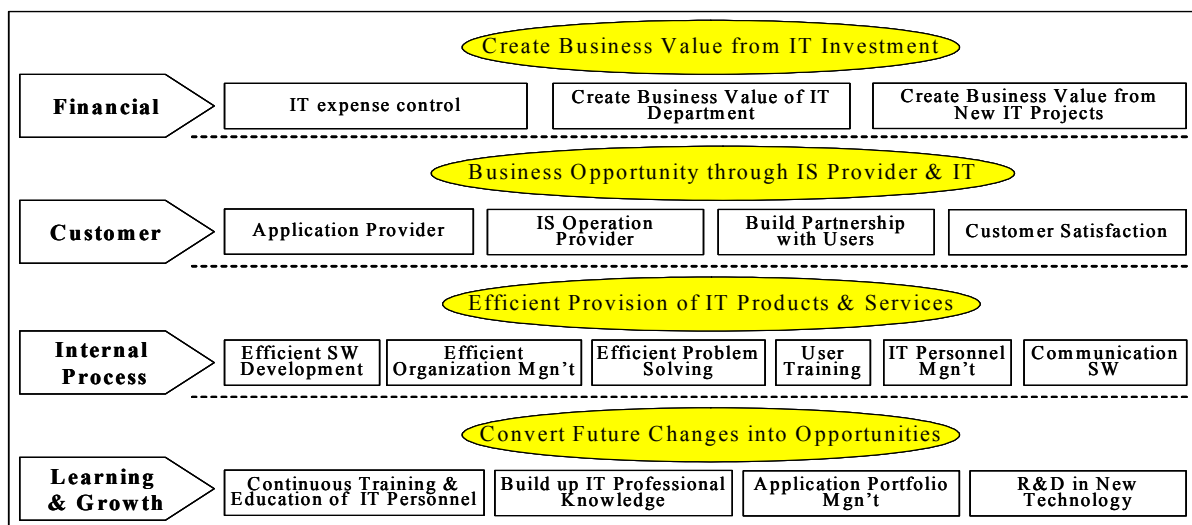 Create Business Value from IT Investment
Financial
IT expense control
Create Business Value of IT
Department
Create Business Value from
New IT Projects
Business Opportunity through IS Provider & IT
Customer
Application Provider
IS Operation
Provider
Build Partnership
with Users
Customer Satisfaction
Efficient Provision of IT Products & Services
Internal
Process
Efficient SW
Development
Efficient
Organization Mgn't
Efficient Problem
Solving
User
Training
IT Personnel
Mgn't
Communication
SW
Convert Future Changes into Opportunities
Learning
& Growth
Continuous Training &
Education of IT Personnel
Build up IT Professional
Knowledge
Application Portfolio
Mgn't
R&D in New
Technology